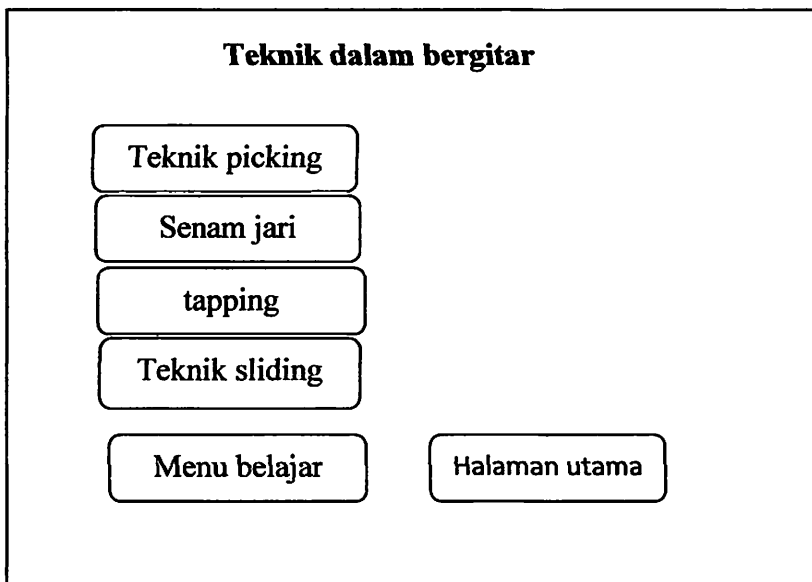 Teknik dalam bergitar
Teknik picking
Senam jari
tapping
Teknik sliding
Menu belajar
Halaman utama